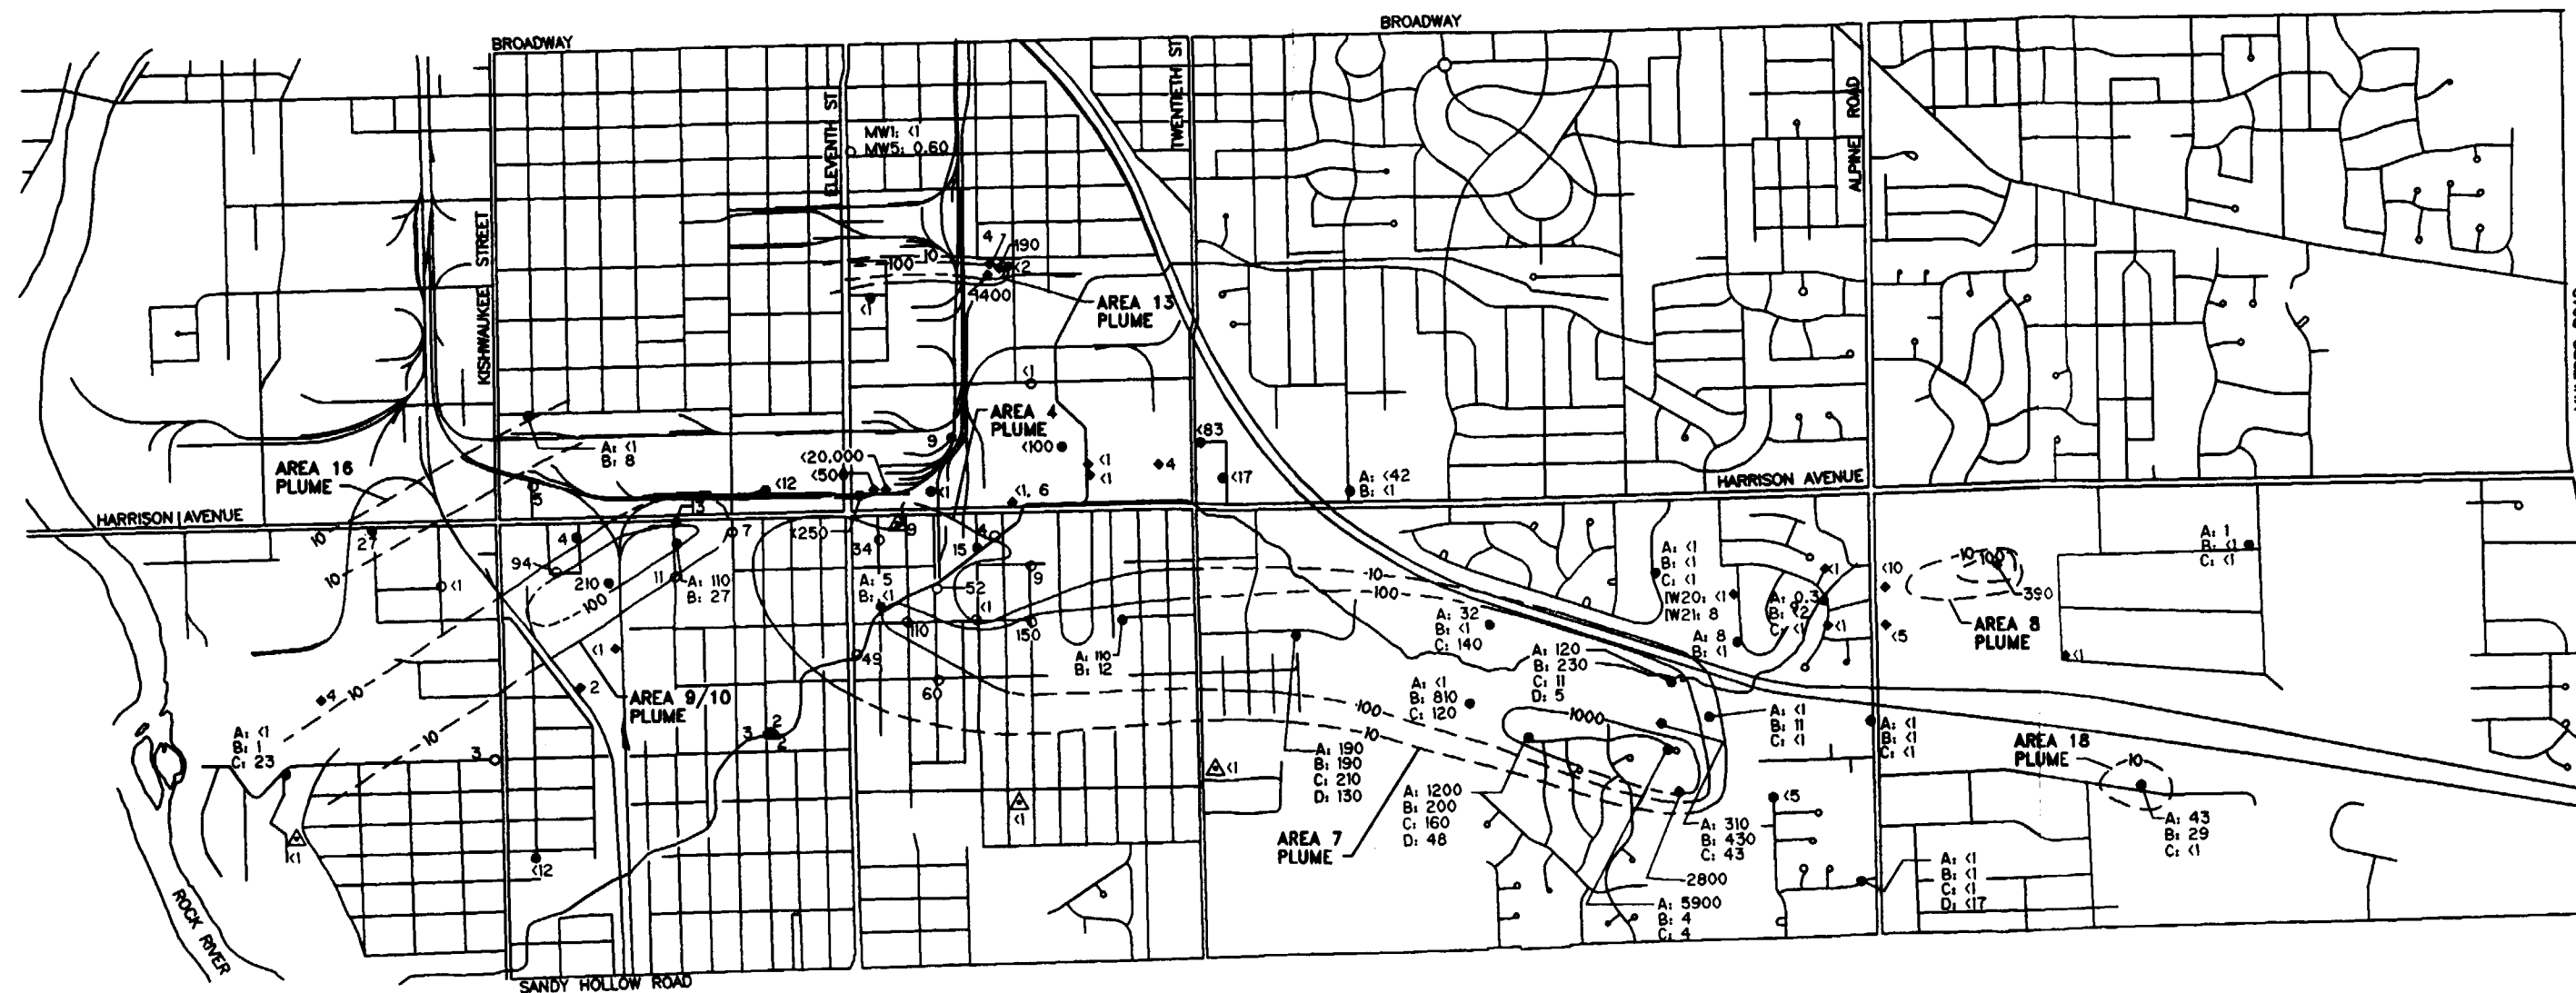 BROADWAY
BROADWAY
KISHWAUKEE STREET
ELEVENTH ST
TWENTIETH ST
ALPINE ROAD
MW1: <1
MW5: 0.60
4
190
10
100
<2
1400
<1
AREA 13
PLUME
<1
AREA 4
PLUME
9
<100
<83
A: <1
B: 8
AREA 16
PLUME
<20,000
<50
<12
<1
<1
<1
4
<17
A: <42
B: <1
HARRISON AVENUE
<1, 6
5
HARRISON AVENUE
10
27
10
<1
94
4
210
100
11
13
7
A: 110
B: 27
<250
34
9
15
4
A: 5
B: <1
52
9
<1
110
150
49
60
A: 110
B: 12
10
100
A: 32
B: <1
C: 140
A: <1
B: <1
C: <1
IW20: <1
IW21: 8
A: 0.3
B: <2
C: <1
<1
<1
A: 8
B: <1
<10
<5
10
100
390
AREA 8
PLUME
A: 1
B: <1
C: <1
<1
<1
2
AREA 9/10
PLUME
4
10
10
A: <1
B: 1
C: 23
3
3
2
2
<1
<12
<1
<1
A: 190
B: 190
C: 210
D: 130
A: <1
B: 810
C: 120
100
10
A: 120
B: 230
C: 11
D: 5
1000
A: <1
B: 11
C: <1
A: <1
B: <1
C: <1
AREA 18
PLUME
10
A: 43
B: 29
C: <1
AREA 7
PLUME
A: 1200
B: 200
C: 160
D: 48
<5
A: 310
B: 430
C: 43
2800
A: 5900
B: 4
C: 4
A: <1
B: <1
C: <1
D: <17
ROCK RIVER
SANDY HOLLOW ROAD